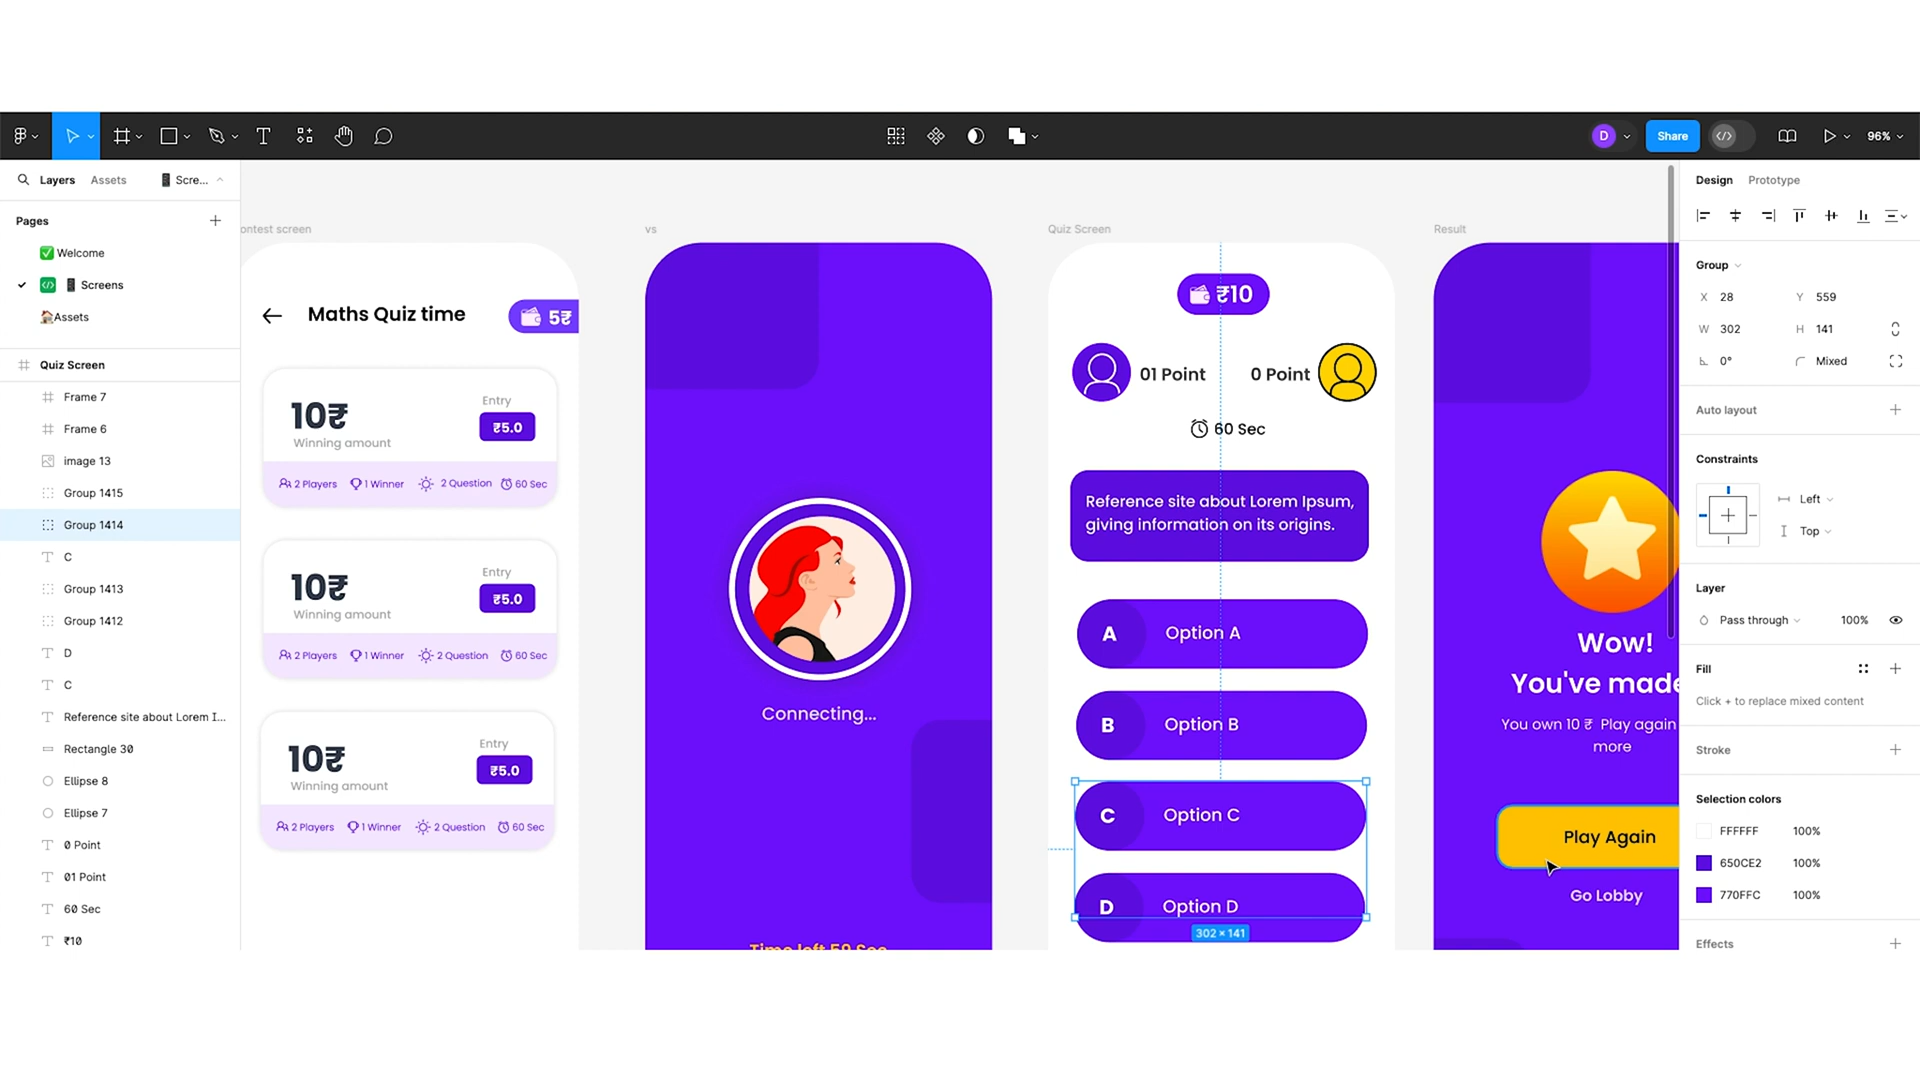 D
Share
96%
Layers
Assets
Scre...
Pages
Welcome
Screens
Assets
Quiz Screen
Frame 7
Frame 6
image 13
Group 1415
Group 1414
C
Group 1413
Group 1412
D
C
Reference site about Lorem I...
Rectangle 30
Ellipse 8
Ellipse 7
0 Point
01 Point
60 Sec
₹10
ontest screen
Maths Quiz time
5₹
10₹
Winning amount
Entry
₹5.0
2 Players
1 Winner
2 Question
60 Sec
10₹
Winning amount
Entry
₹5.0
2 Players
1 Winner
2 Question
60 Sec
10₹
Winning amount
Entry
₹5.0
2 Players
1 Winner
2 Question
60 Sec
vs
Connecting...
Time left 59 Sec
Quiz Screen
₹10
01 Point
0 Point
60 Sec
Reference site about Lorem Ipsum,
giving information on its origins.
A
Option A
B
Option B
C
Option C
D
Option D
302 × 141
Result
Wow!
You've made
You own 10 ₹ Play again
more
Play Again
Go Lobby
Design
Prototype
Group
X 28
Y 559
W 302
H 141
0°
Mixed
Auto layout
Constraints
Left
Top
Layer
Pass through
100%
Fill
Click + to replace mixed content
Stroke
Selection colors
FFFFFF 100%
650CE2 100%
770FFC 100%
Effects